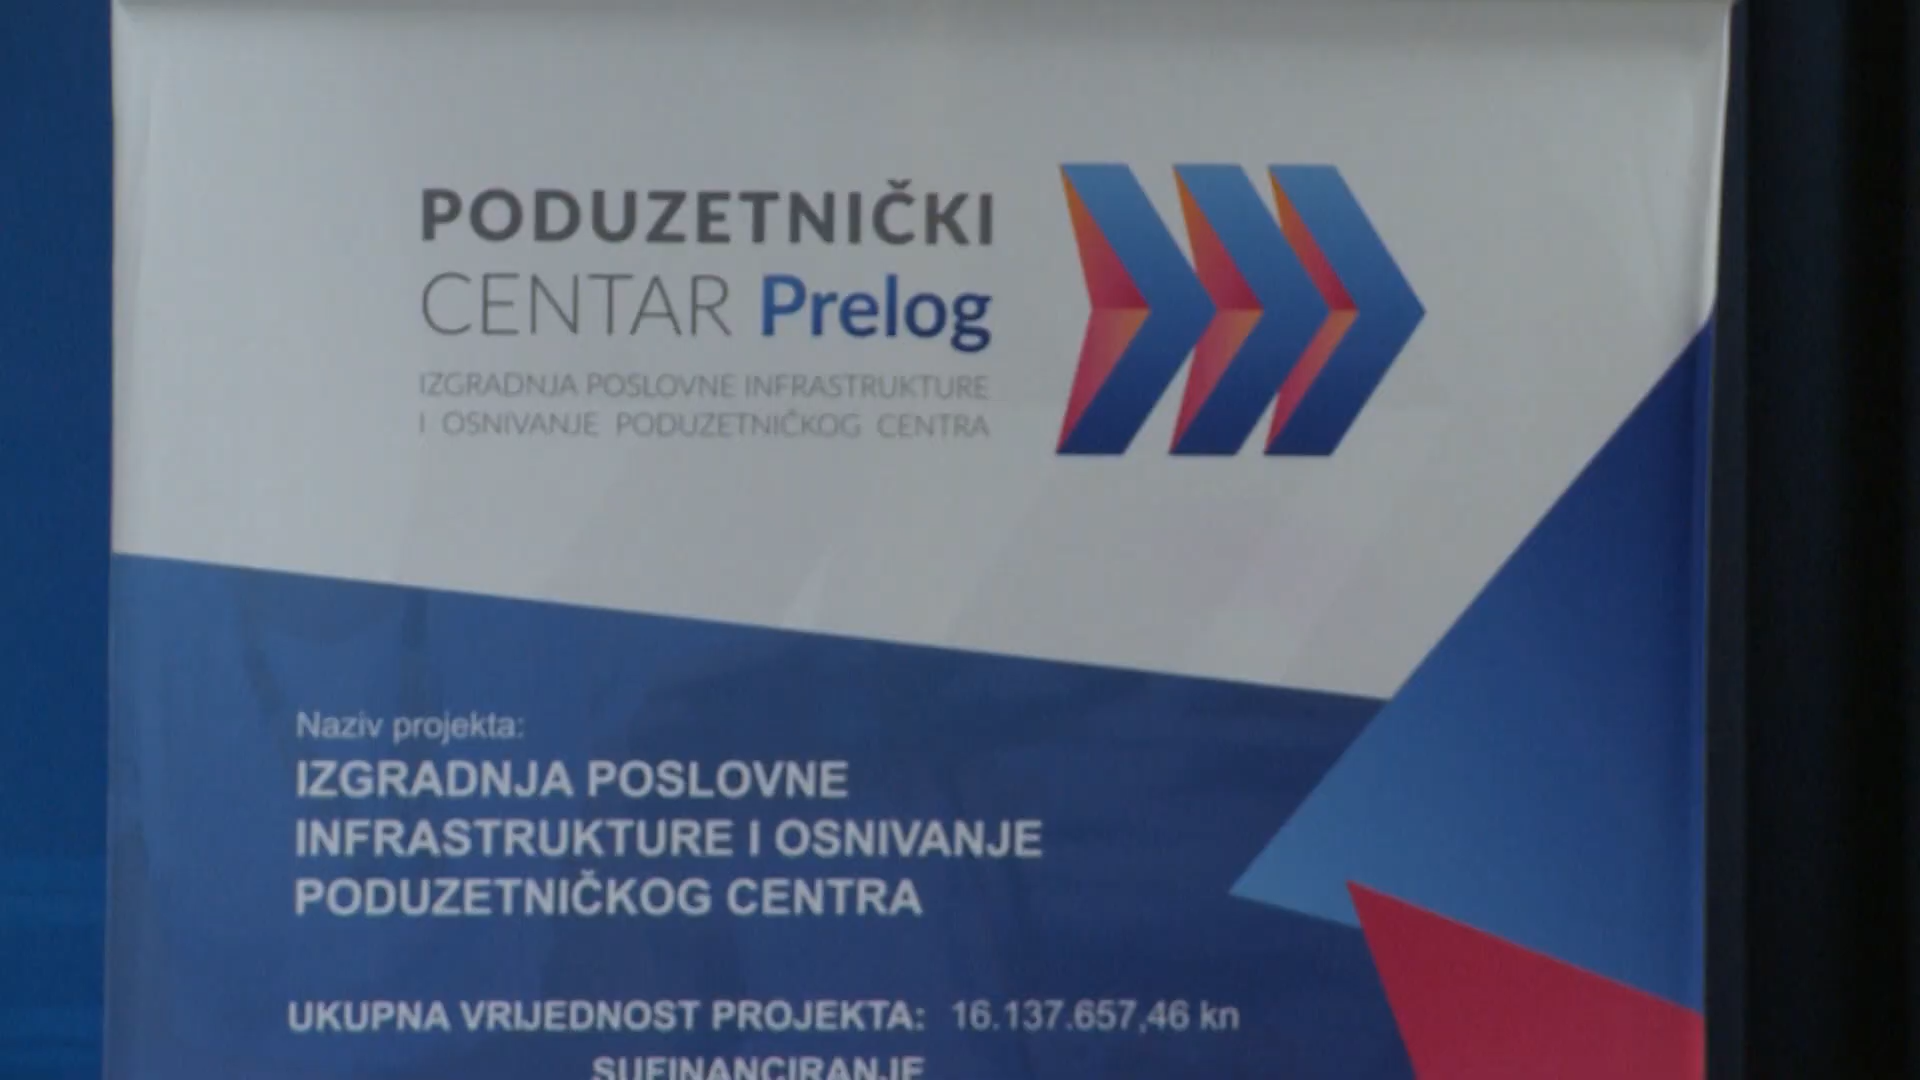 PODUZETNIČKI
CENTAR Prelog
IZGRADNJA POSLOVNE INFRASTRUKTURE
I OSNIVANJE PODUZETNIČKOG CENTRA
Naziv projekta:
IZGRADNJA POSLOVNE
INFRASTRUKTURE I OSNIVANJE
PODUZETNIČKOG CENTRA
UKUPNA VRIJEDNOST PROJEKTA: 16.137.657,46 kn
SUFINANCIRANJE